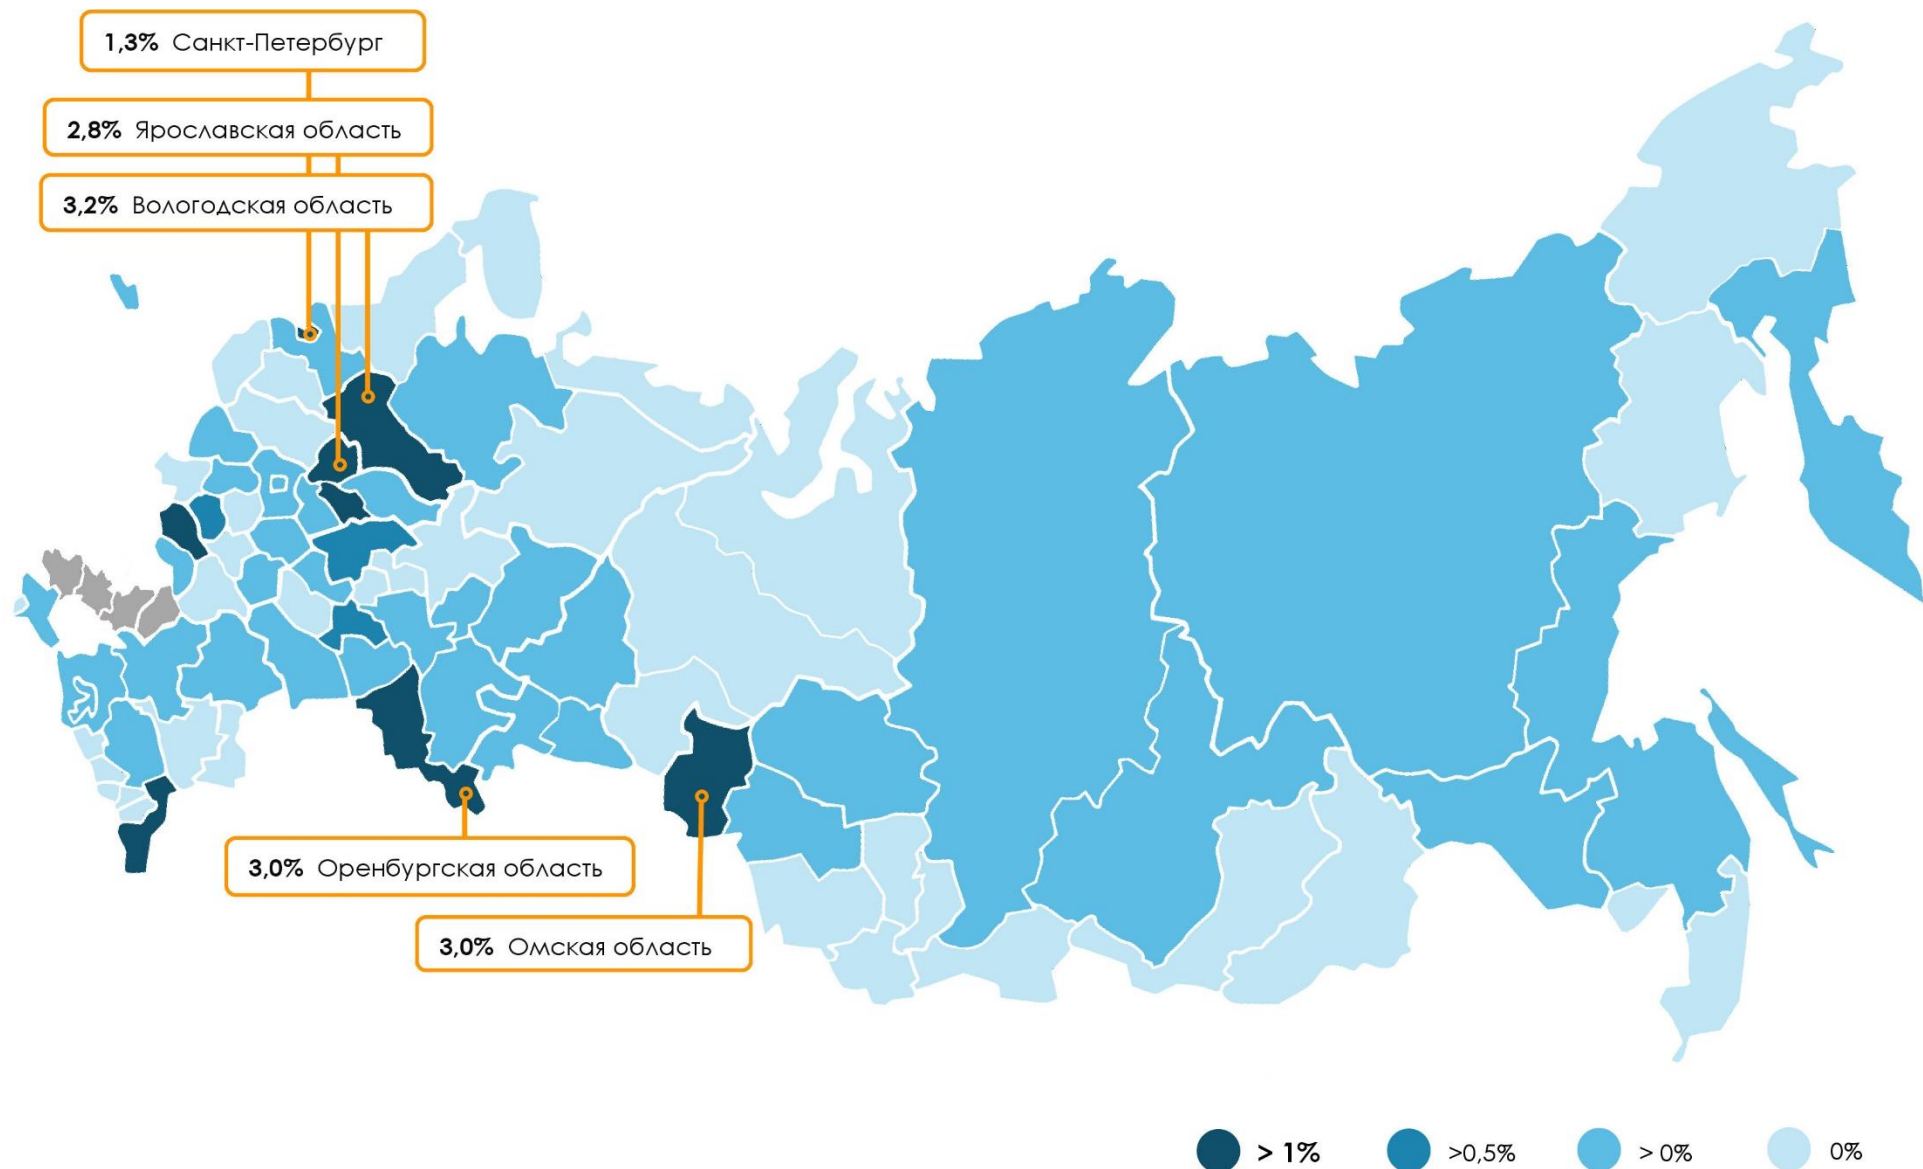 1,3% Санкт-Петербург
2,8% Ярославская область
3,2% Вологодская область
3,0% Оренбургская область
3,0% Омская область
> 1% >0,5% > 0% 0%